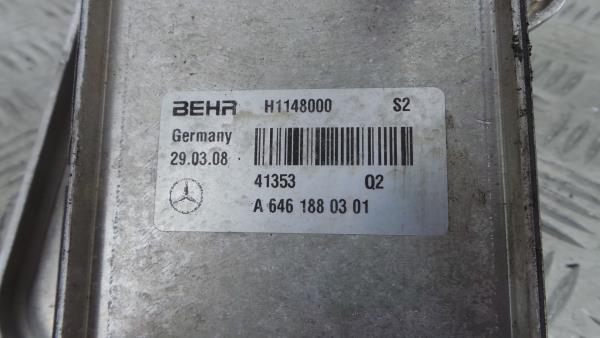 BEHR H1148000 S2
Germany
29.03.08
41353 Q2
A 646 188 03 01